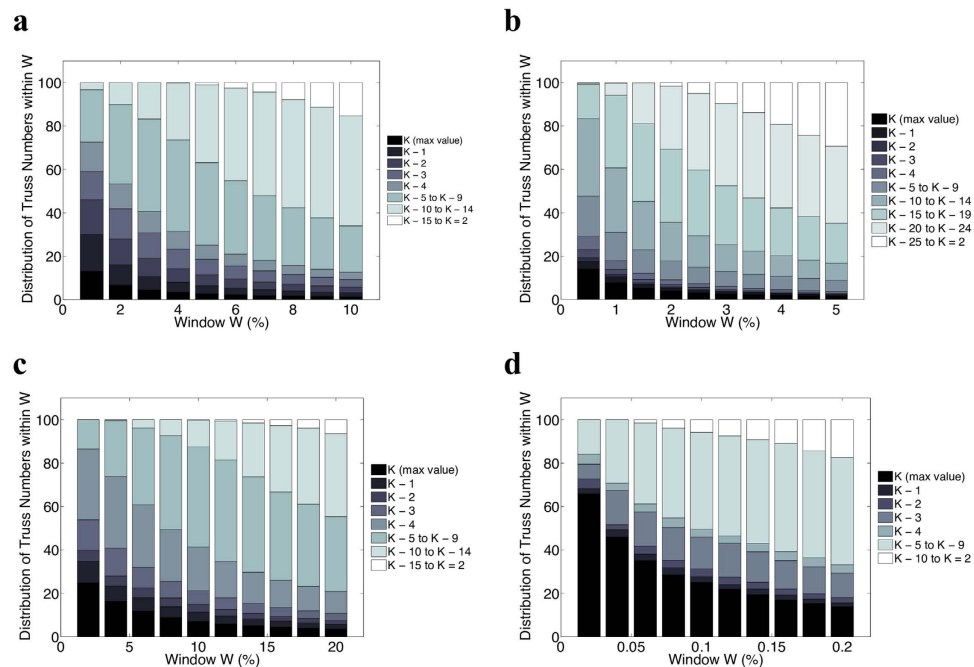 a
Distribution of Truss Numbers within W
100
80
60
40
20
0
0 2 4 6 8 10
Window W (%)
K (max value)
K − 1
K − 2
K − 3
K − 4
K − 5 to K − 9
K − 10 to K − 14
K − 15 to K = 2
b
Distribution of Truss Numbers within W
100
80
60
40
20
0
0 1 2 3 4 5
Window W (%)
K (max value)
K − 1
K − 2
K − 3
K − 4
K − 5 to K − 9
K − 10 to K − 14
K − 15 to K − 19
K − 20 to K − 24
K − 25 to K = 2
c
Distribution of Truss Numbers within W
100
80
60
40
20
0
0 5 10 15 20
Window W (%)
K (max value)
K − 1
K − 2
K − 3
K − 4
K − 5 to K − 9
K − 10 to K − 14
K − 15 to K = 2
d
Distribution of Truss Numbers within W
100
80
60
40
20
0
0 0.05 0.1 0.15 0.2
Window W (%)
K (max value)
K − 1
K − 2
K − 3
K − 4
K − 5 to K − 9
K − 10 to K = 2